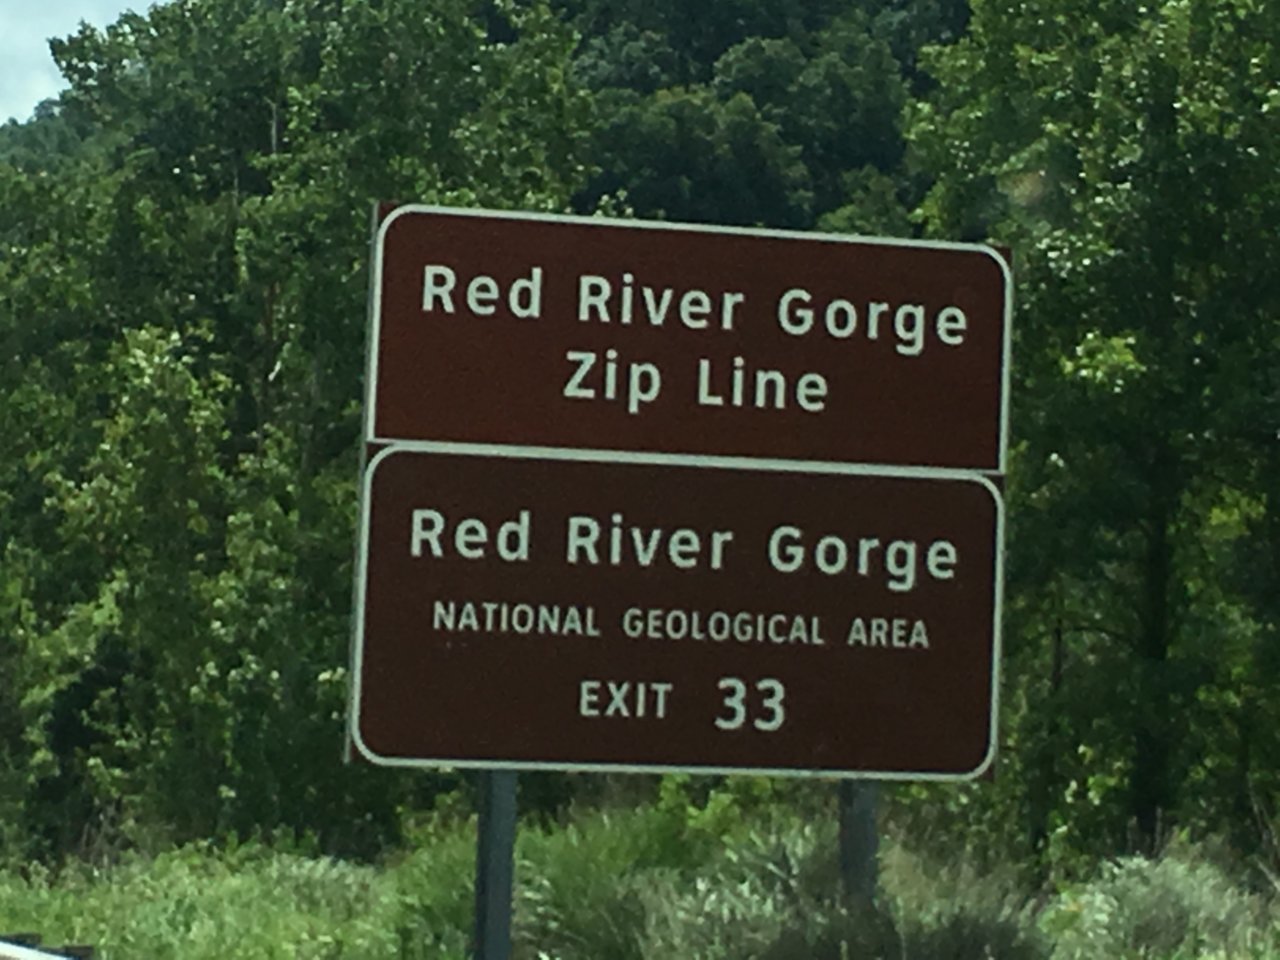 Red River Gorge
Zip Line
Red River Gorge
NATIONAL GEOLOGICAL AREA
EXIT 33